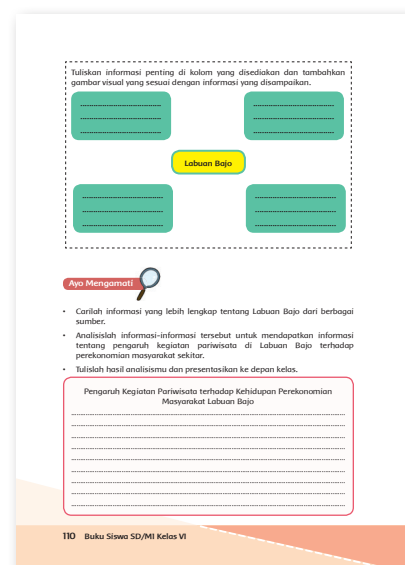 Tuliskan informasi penting di kolom yang disediakan dan tambahkan
gambar visual yang sesuai dengan informasi yang disampaikan.
Labuan Bajo
Ayo Mengamati
• Carilah informasi yang lebih lengkap tentang Labuan Bajo dari berbagai
sumber.
• Analisislah informasi-informasi tersebut untuk mendapatkan informasi
tentang pengaruh kegiatan pariwisata di Labuan Bajo terhadap
perekonomian masyarakat sekitar.
• Tulislah hasil analisismu dan presentasikan ke depan kelas.
Pengaruh Kegiatan Pariwisata terhadap Kehidupan Perekonomian
Masyarakat Labuan Bajo
110 Buku Siswa SD/MI Kelas VI